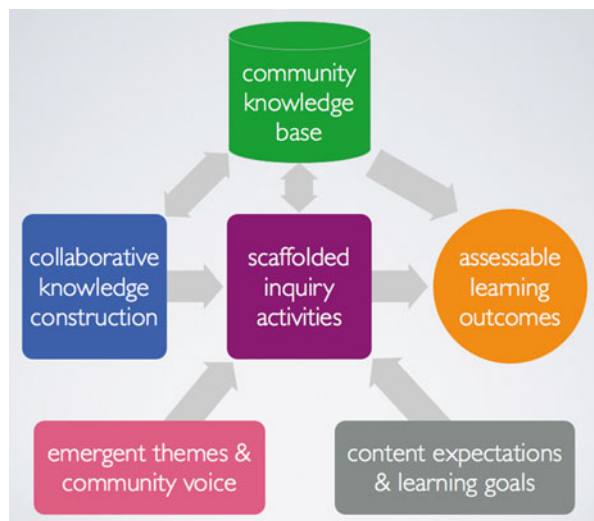 community
knowledge
base
collaborative
knowledge
construction
scaffolded
inquiry
activities
assessable
learning
outcomes
emergent themes &
community voice
content expectations
& learning goals